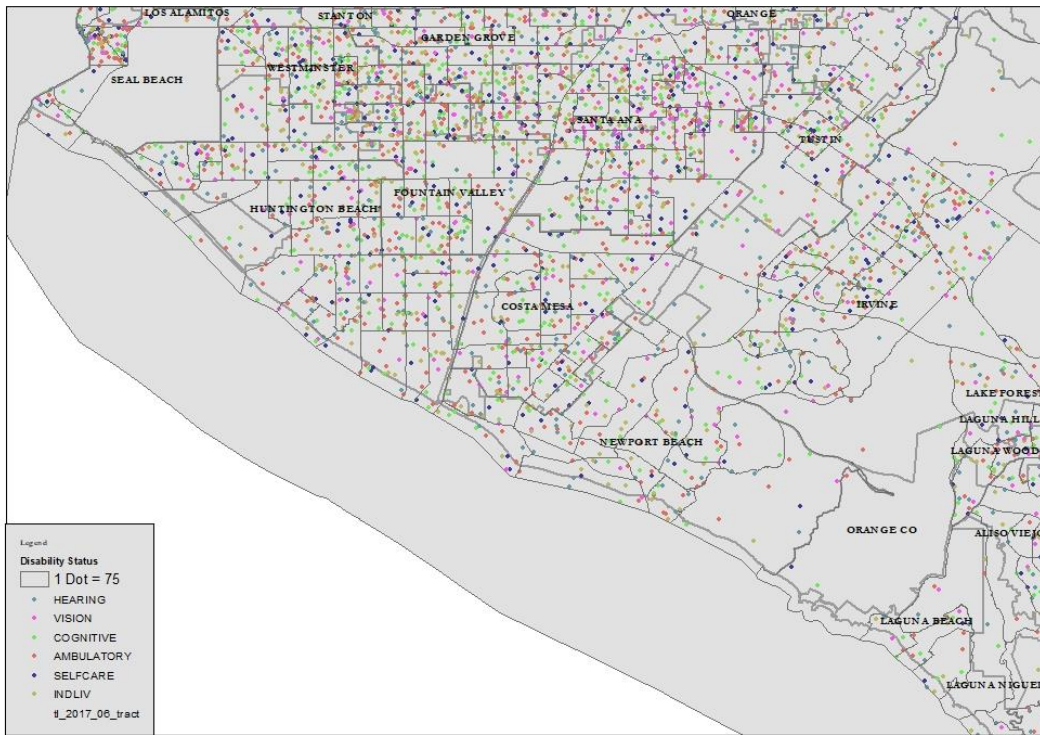 LOS ALAMITOS
STANTON
ORANGE
GARDEN GROVE
WESTMINSTER
SEAL BEACH
SANTA ANA
TUSTIN
FOUNTAIN VALLEY
HUNTINGTON BEACH
COSTA MESA
IRVINE
LAKE FOREST
LAGUNA HILL
NEWPORT BEACH
LAGUNA WOOD
ORANGE CO
ALISO VIEJO
LAGUNA BEACH
LAGUNA NIGUEL
Legend
Disability Status
1 Dot = 75
HEARING
VISION
COGNITIVE
AMBULATORY
SELFCARE
INDLIV
tl_2017_06_tract